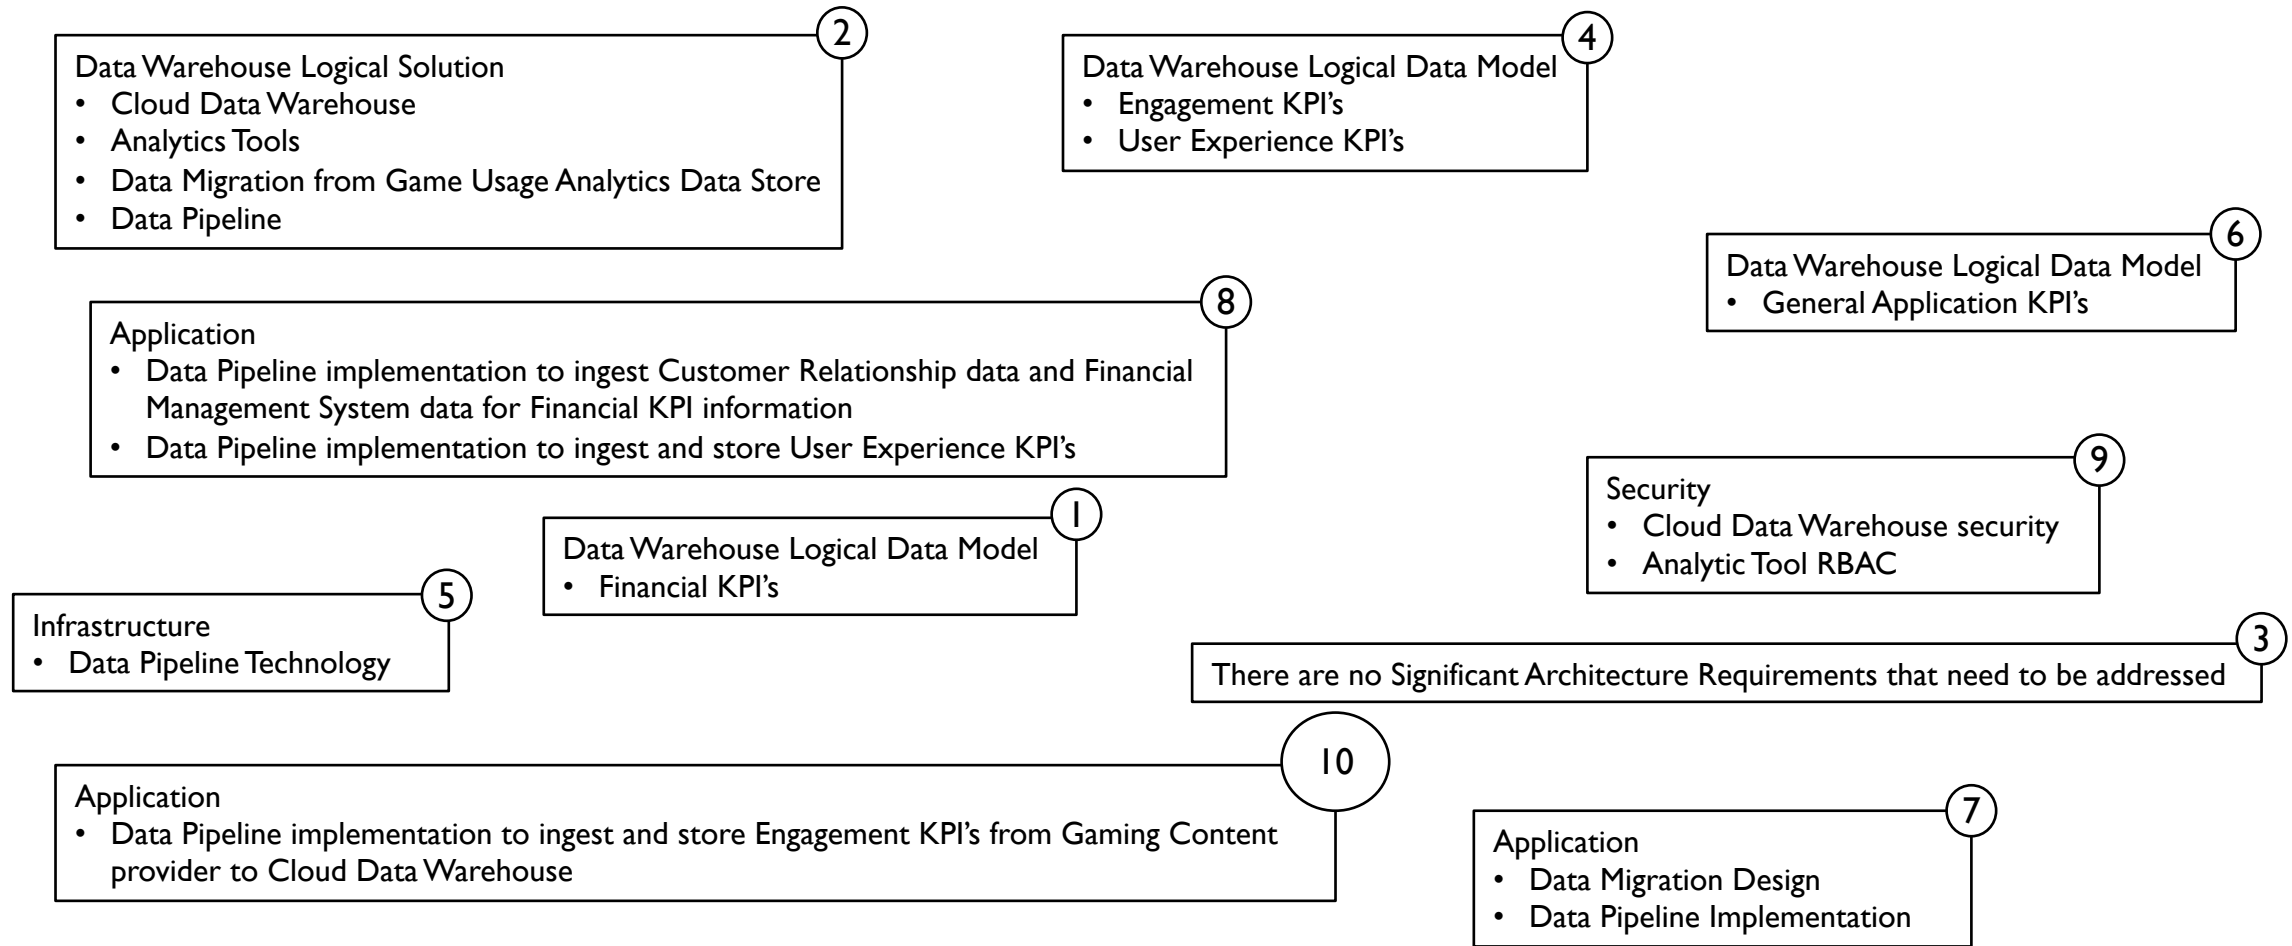 2
Data Warehouse Logical Solution
• Cloud Data Warehouse
• Analytics Tools
• Data Migration from Game Usage Analytics Data Store
• Data Pipeline
4
Data Warehouse Logical Data Model
• Engagement KPI’s
• User Experience KPI’s
6
Data Warehouse Logical Data Model
• General Application KPI’s
8
Application
• Data Pipeline implementation to ingest Customer Relationship data and Financial
Management System data for Financial KPI information
• Data Pipeline implementation to ingest and store User Experience KPI’s
9
Security
• Cloud Data Warehouse security
• Analytic Tool RBAC
1
Data Warehouse Logical Data Model
• Financial KPI’s
5
Infrastructure
• Data Pipeline Technology
3
There are no Significant Architecture Requirements that need to be addressed
10
Application
• Data Pipeline implementation to ingest and store Engagement KPI’s from Gaming Content
provider to Cloud Data Warehouse
7
Application
• Data Migration Design
• Data Pipeline Implementation